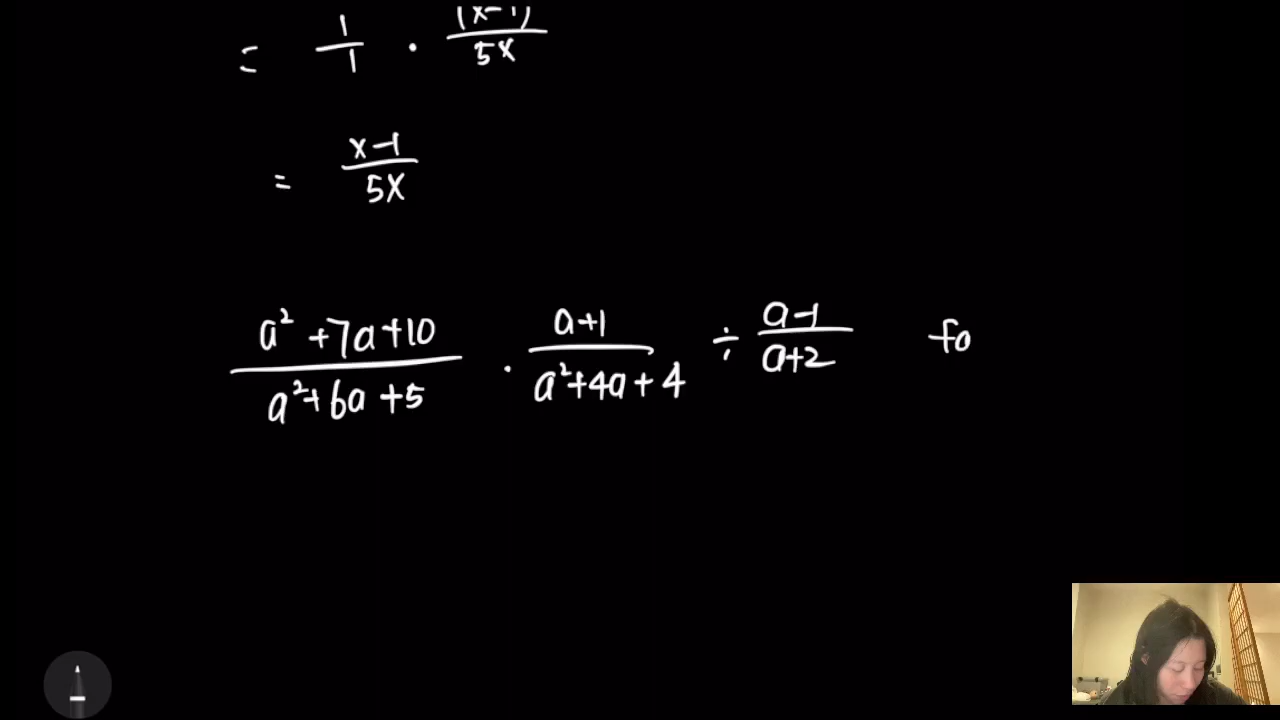 = 1/1 · (x-1)/5x
= x-1/5x
a²+7a+10/a²+6a+5 · a+1/a²+4a+4 ÷ a-1/a+2 fo